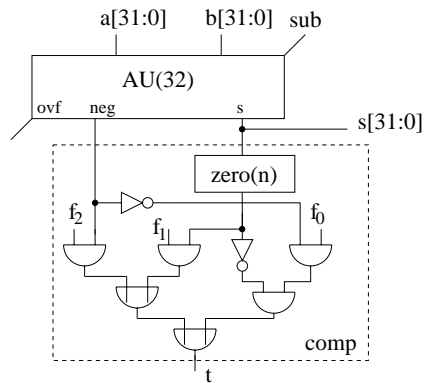 a[31:0] b[31:0] sub
AU(32)
ovf neg s
s[31:0]
zero(n)
f2 f1 f0
comp
t